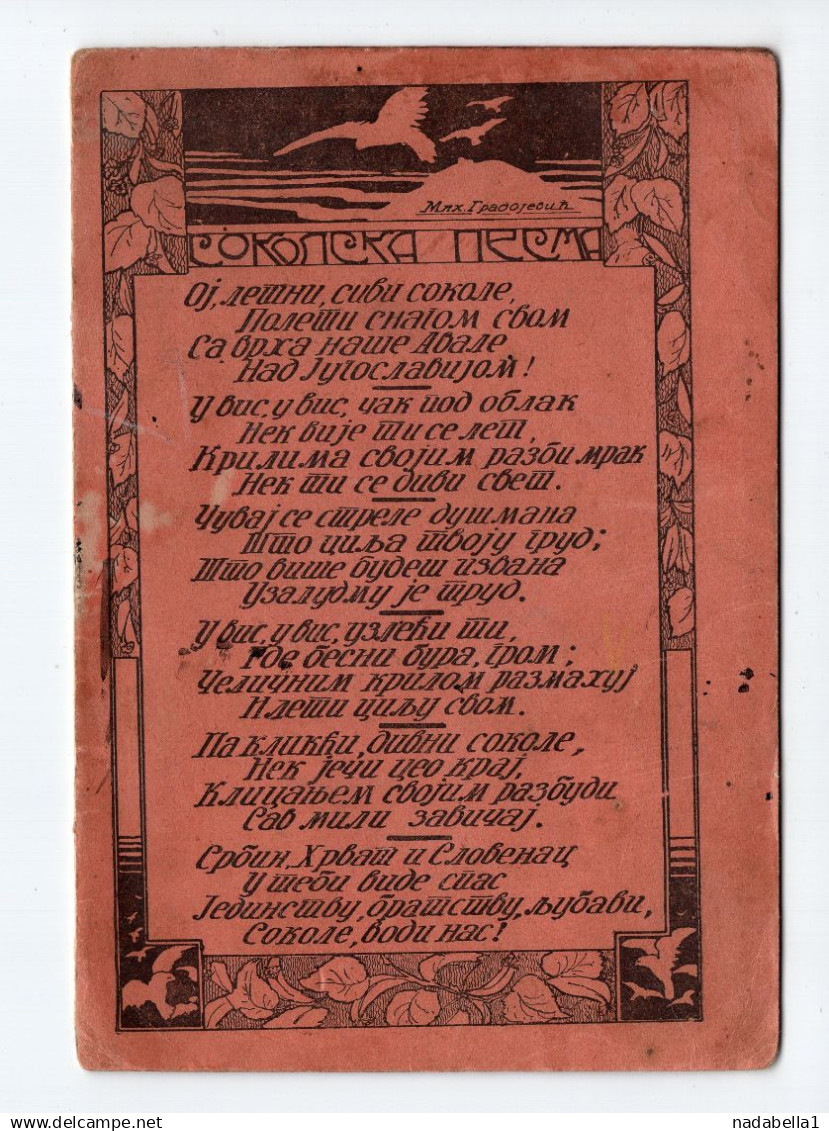 Мих. Градојевић
СОКОЛСКА ПЕСМА
Ој, летни, сиви соколе,
Полети снагом свом
Са врха наше Авале
Над Југославијом!
У вис, у вис, чак под облак
Нек вије ти се лет,
Крилима својим разби мрак
Нек ти се диви свет.
Чувај се стреле душмана
Што циља твоју груд;
Што више будеш извана
Узалудму је труд.
У вис, у вис, узлећи ти,
Где бесни бура, гром;
Челичним крилом размахуј
И лети циљу свом.
Па кликћи, дивни соколе,
Нек јечи цео крај,
Клицањем својим разбуди
Сав мили завичај.
Србин, Хрват и Словенац
У теби виде спас
Јединству, братству, љубави,
Соколе, води нас!
www.delcampe.net
nadabella1